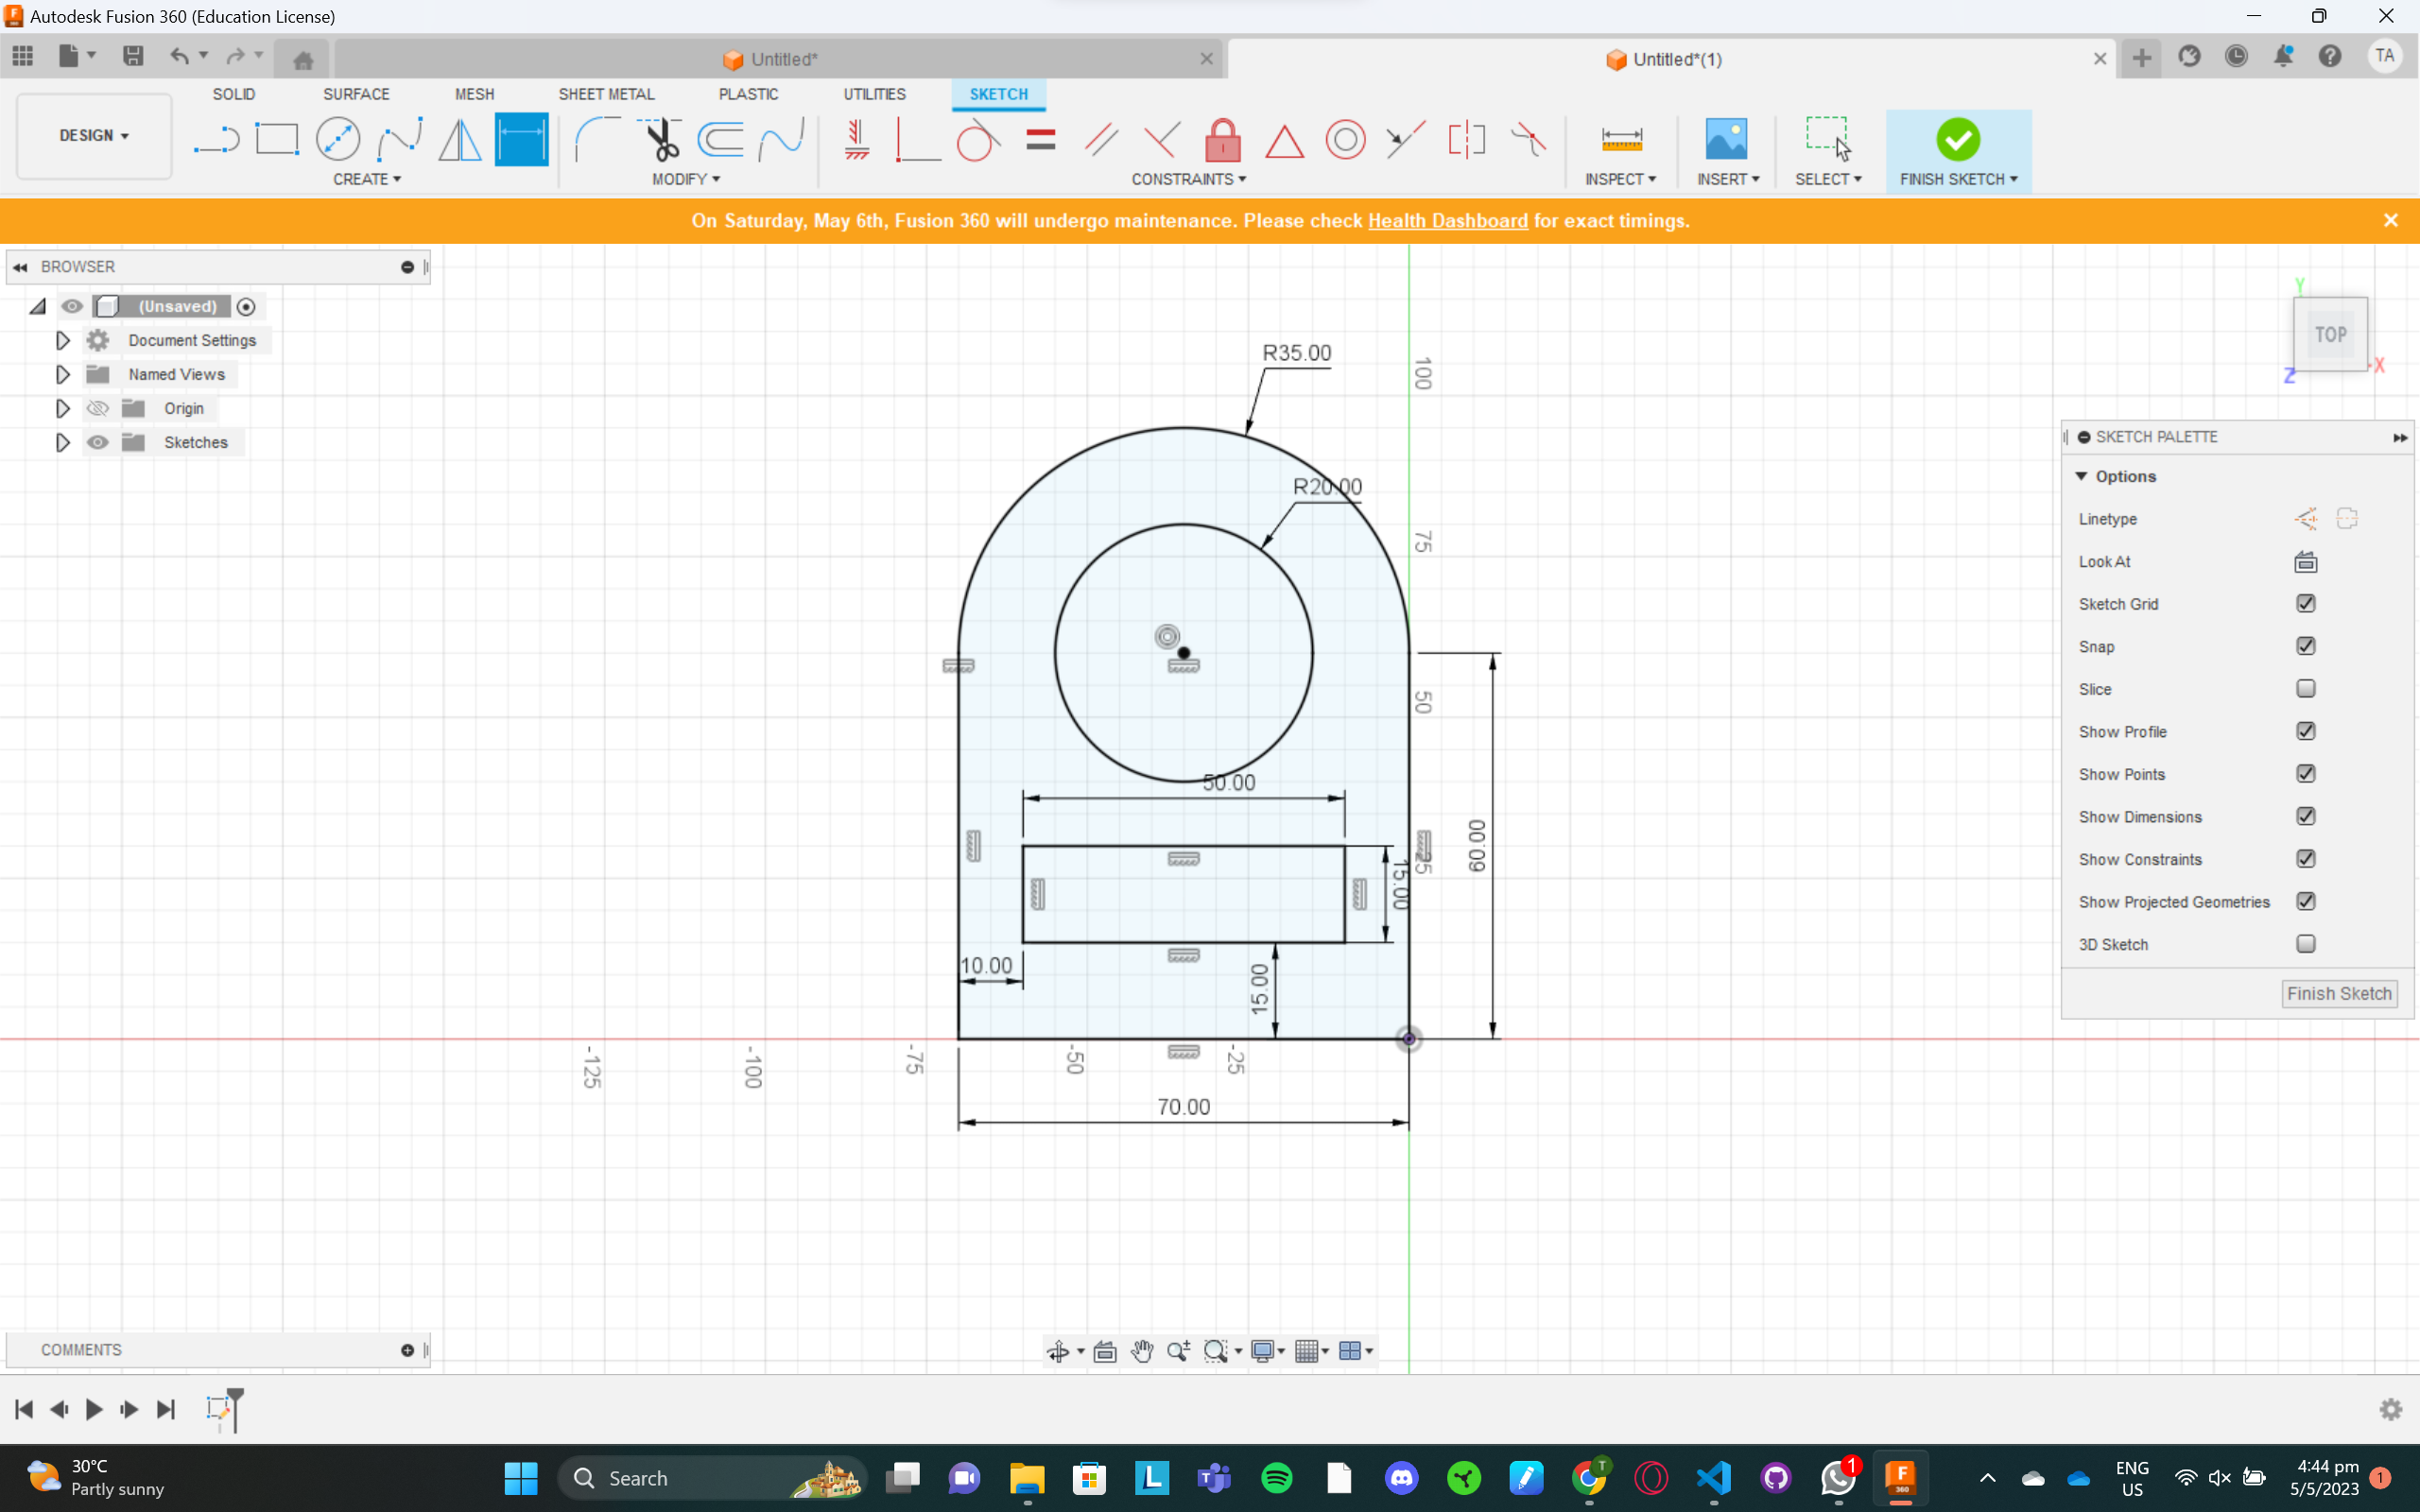 Autodesk Fusion 360 (Education License)
Untitled*
Untitled*(1)
TA
SOLID
SURFACE
MESH
SHEET METAL
PLASTIC
UTILITIES
SKETCH
DESIGN
CREATE
MODIFY
CONSTRAINTS
INSPECT
INSERT
SELECT
FINISH SKETCH
On Saturday, May 6th, Fusion 360 will undergo maintenance. Please check Health Dashboard for exact timings.
BROWSER
(Unsaved)
Document Settings
Named Views
Origin
Sketches
Y
TOP
X
Z
R35.00
100
R20.00
75
50
50.00
25
15.00
60.00
10.00
15.00
-125
-100
-75
-50
-25
70.00
SKETCH PALETTE
Options
Linetype
Look At
Sketch Grid
Snap
Slice
Show Profile
Show Points
Show Dimensions
Show Constraints
Show Projected Geometries
3D Sketch
Finish Sketch
COMMENTS
30°C
Partly sunny
Search
L
T
T
1
F
360
ENG
US
4:44 pm
5/5/2023
1